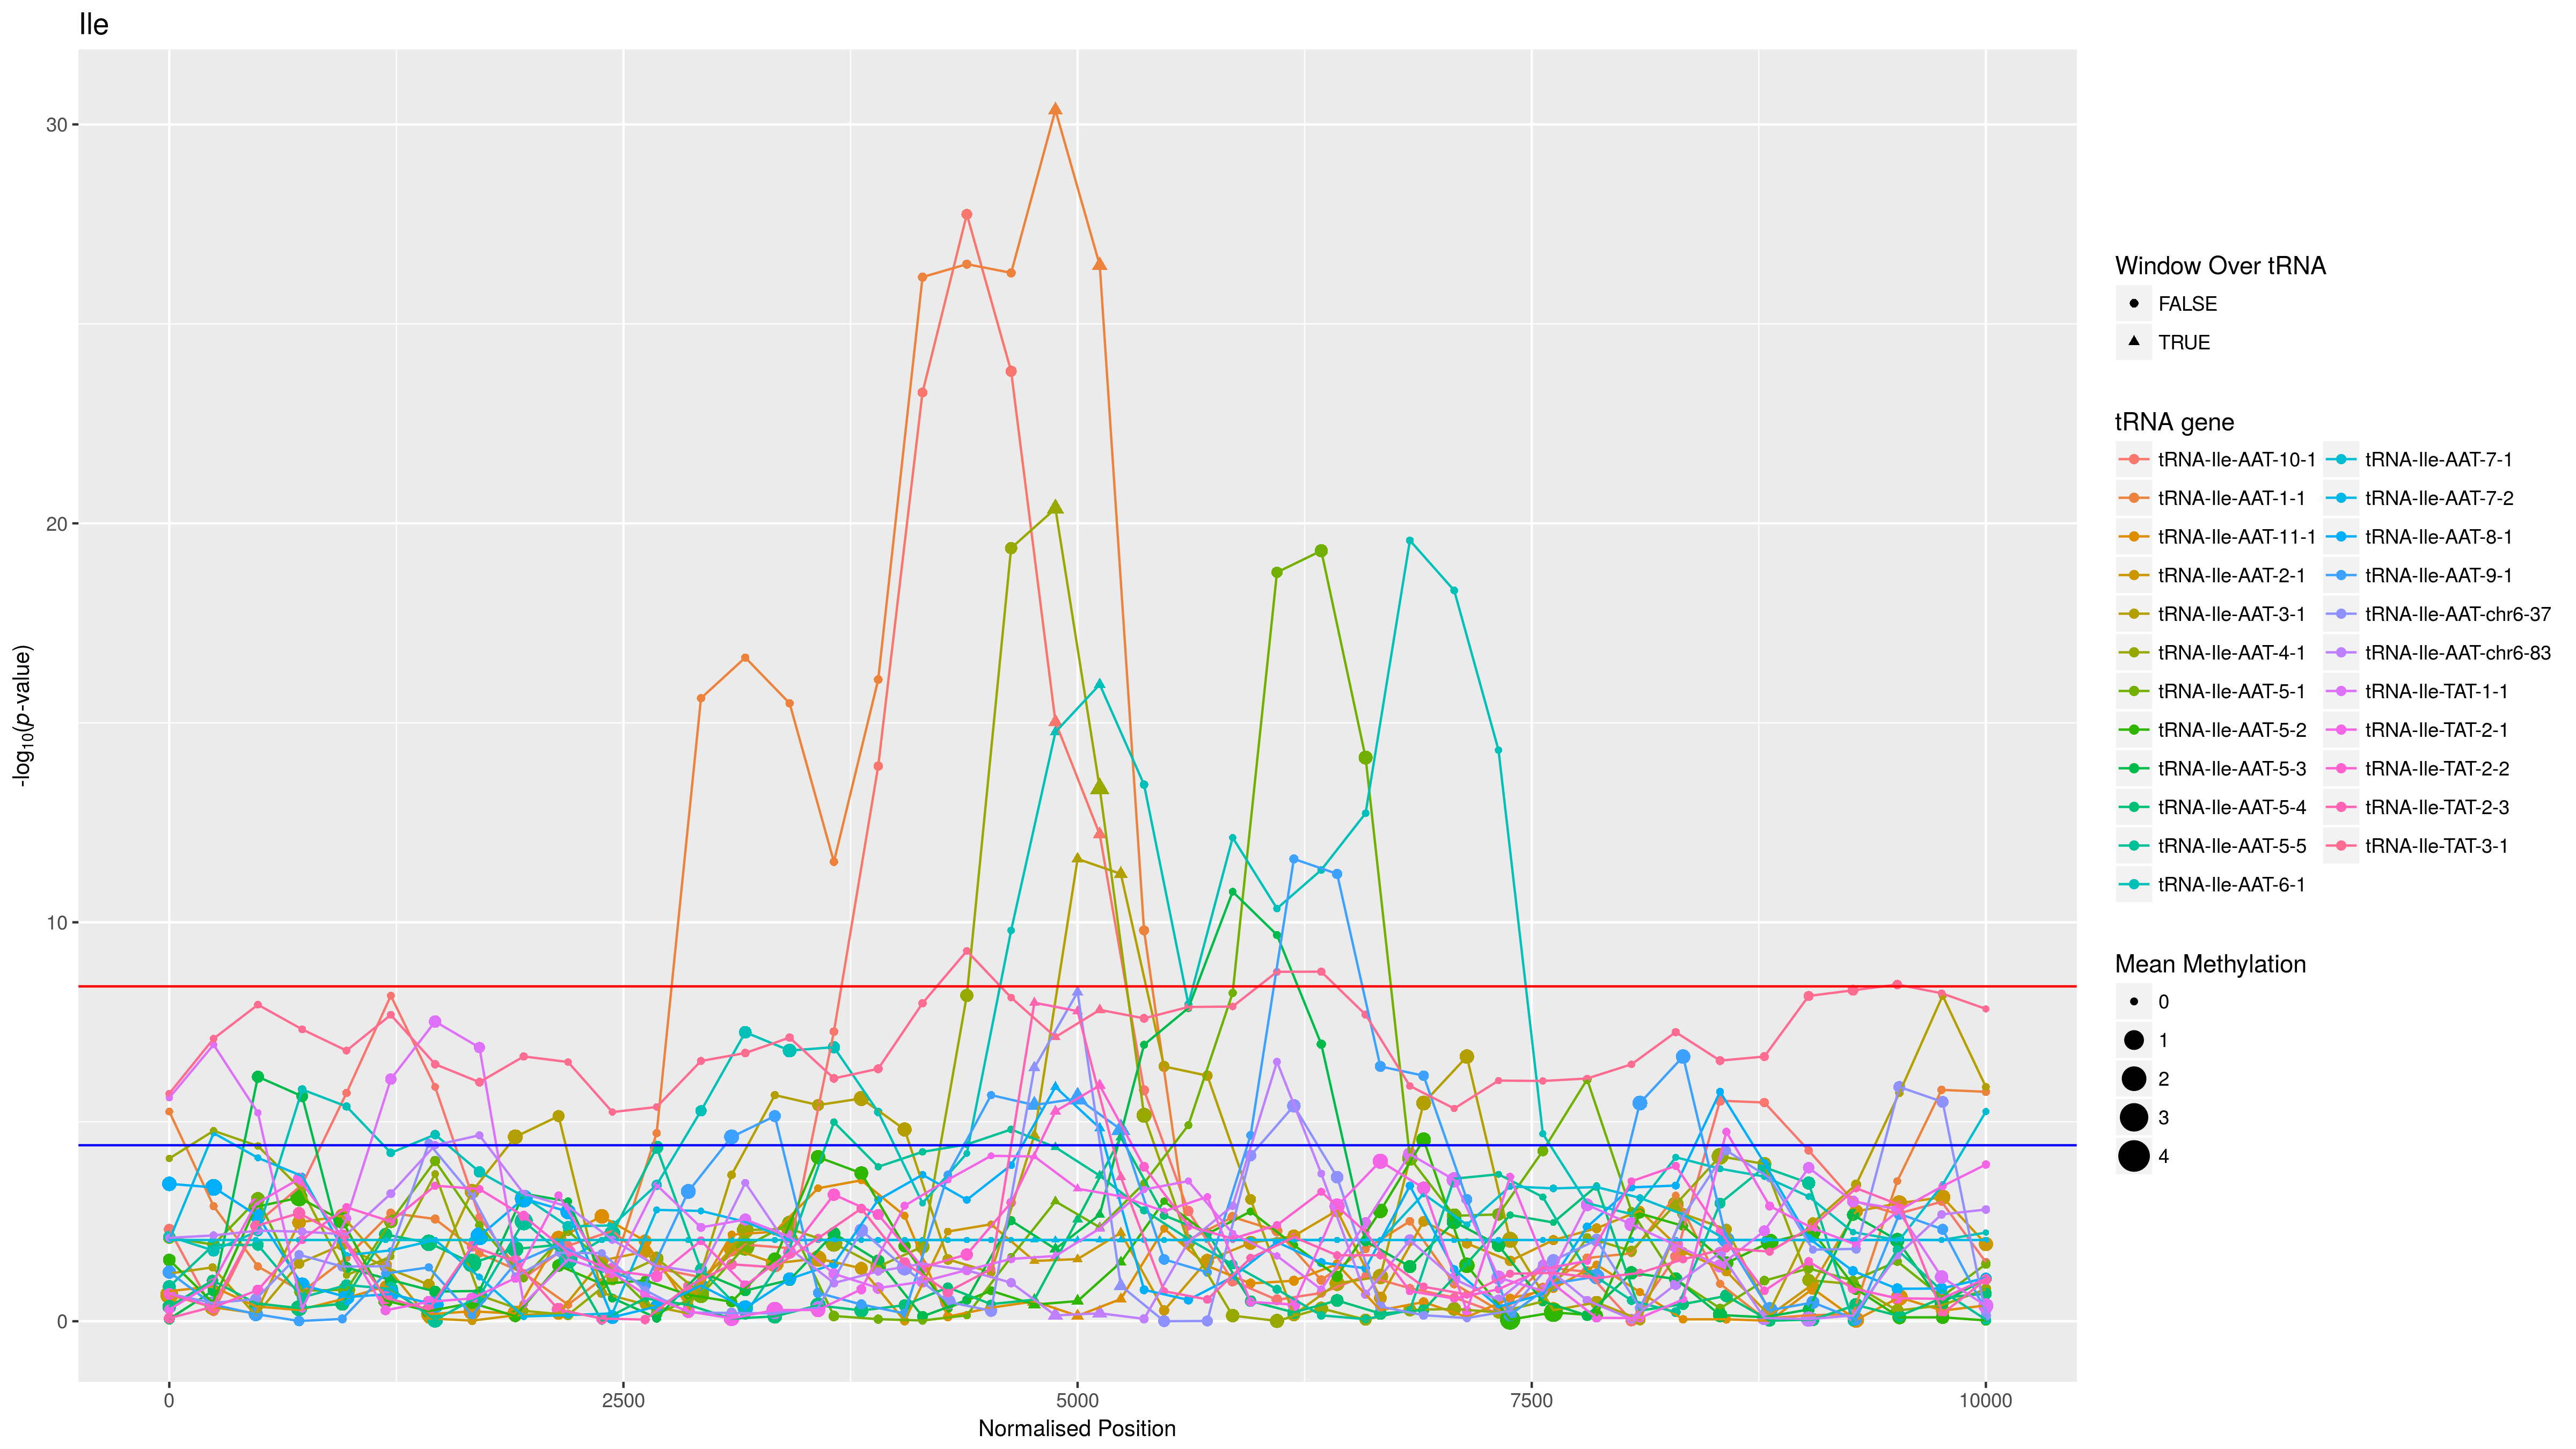 Ile
30
20
10
0
-log10(p-value)
0
2500
5000
7500
10000
Normalised Position
Window Over tRNA
FALSE
TRUE
tRNA gene
tRNA-Ile-AAT-10-1
tRNA-Ile-AAT-1-1
tRNA-Ile-AAT-11-1
tRNA-Ile-AAT-2-1
tRNA-Ile-AAT-3-1
tRNA-Ile-AAT-4-1
tRNA-Ile-AAT-5-1
tRNA-Ile-AAT-5-2
tRNA-Ile-AAT-5-3
tRNA-Ile-AAT-5-4
tRNA-Ile-AAT-5-5
tRNA-Ile-AAT-6-1
tRNA-Ile-AAT-7-1
tRNA-Ile-AAT-7-2
tRNA-Ile-AAT-8-1
tRNA-Ile-AAT-9-1
tRNA-Ile-AAT-chr6-37
tRNA-Ile-AAT-chr6-83
tRNA-Ile-TAT-1-1
tRNA-Ile-TAT-2-1
tRNA-Ile-TAT-2-2
tRNA-Ile-TAT-2-3
tRNA-Ile-TAT-3-1
Mean Methylation
0
1
2
3
4